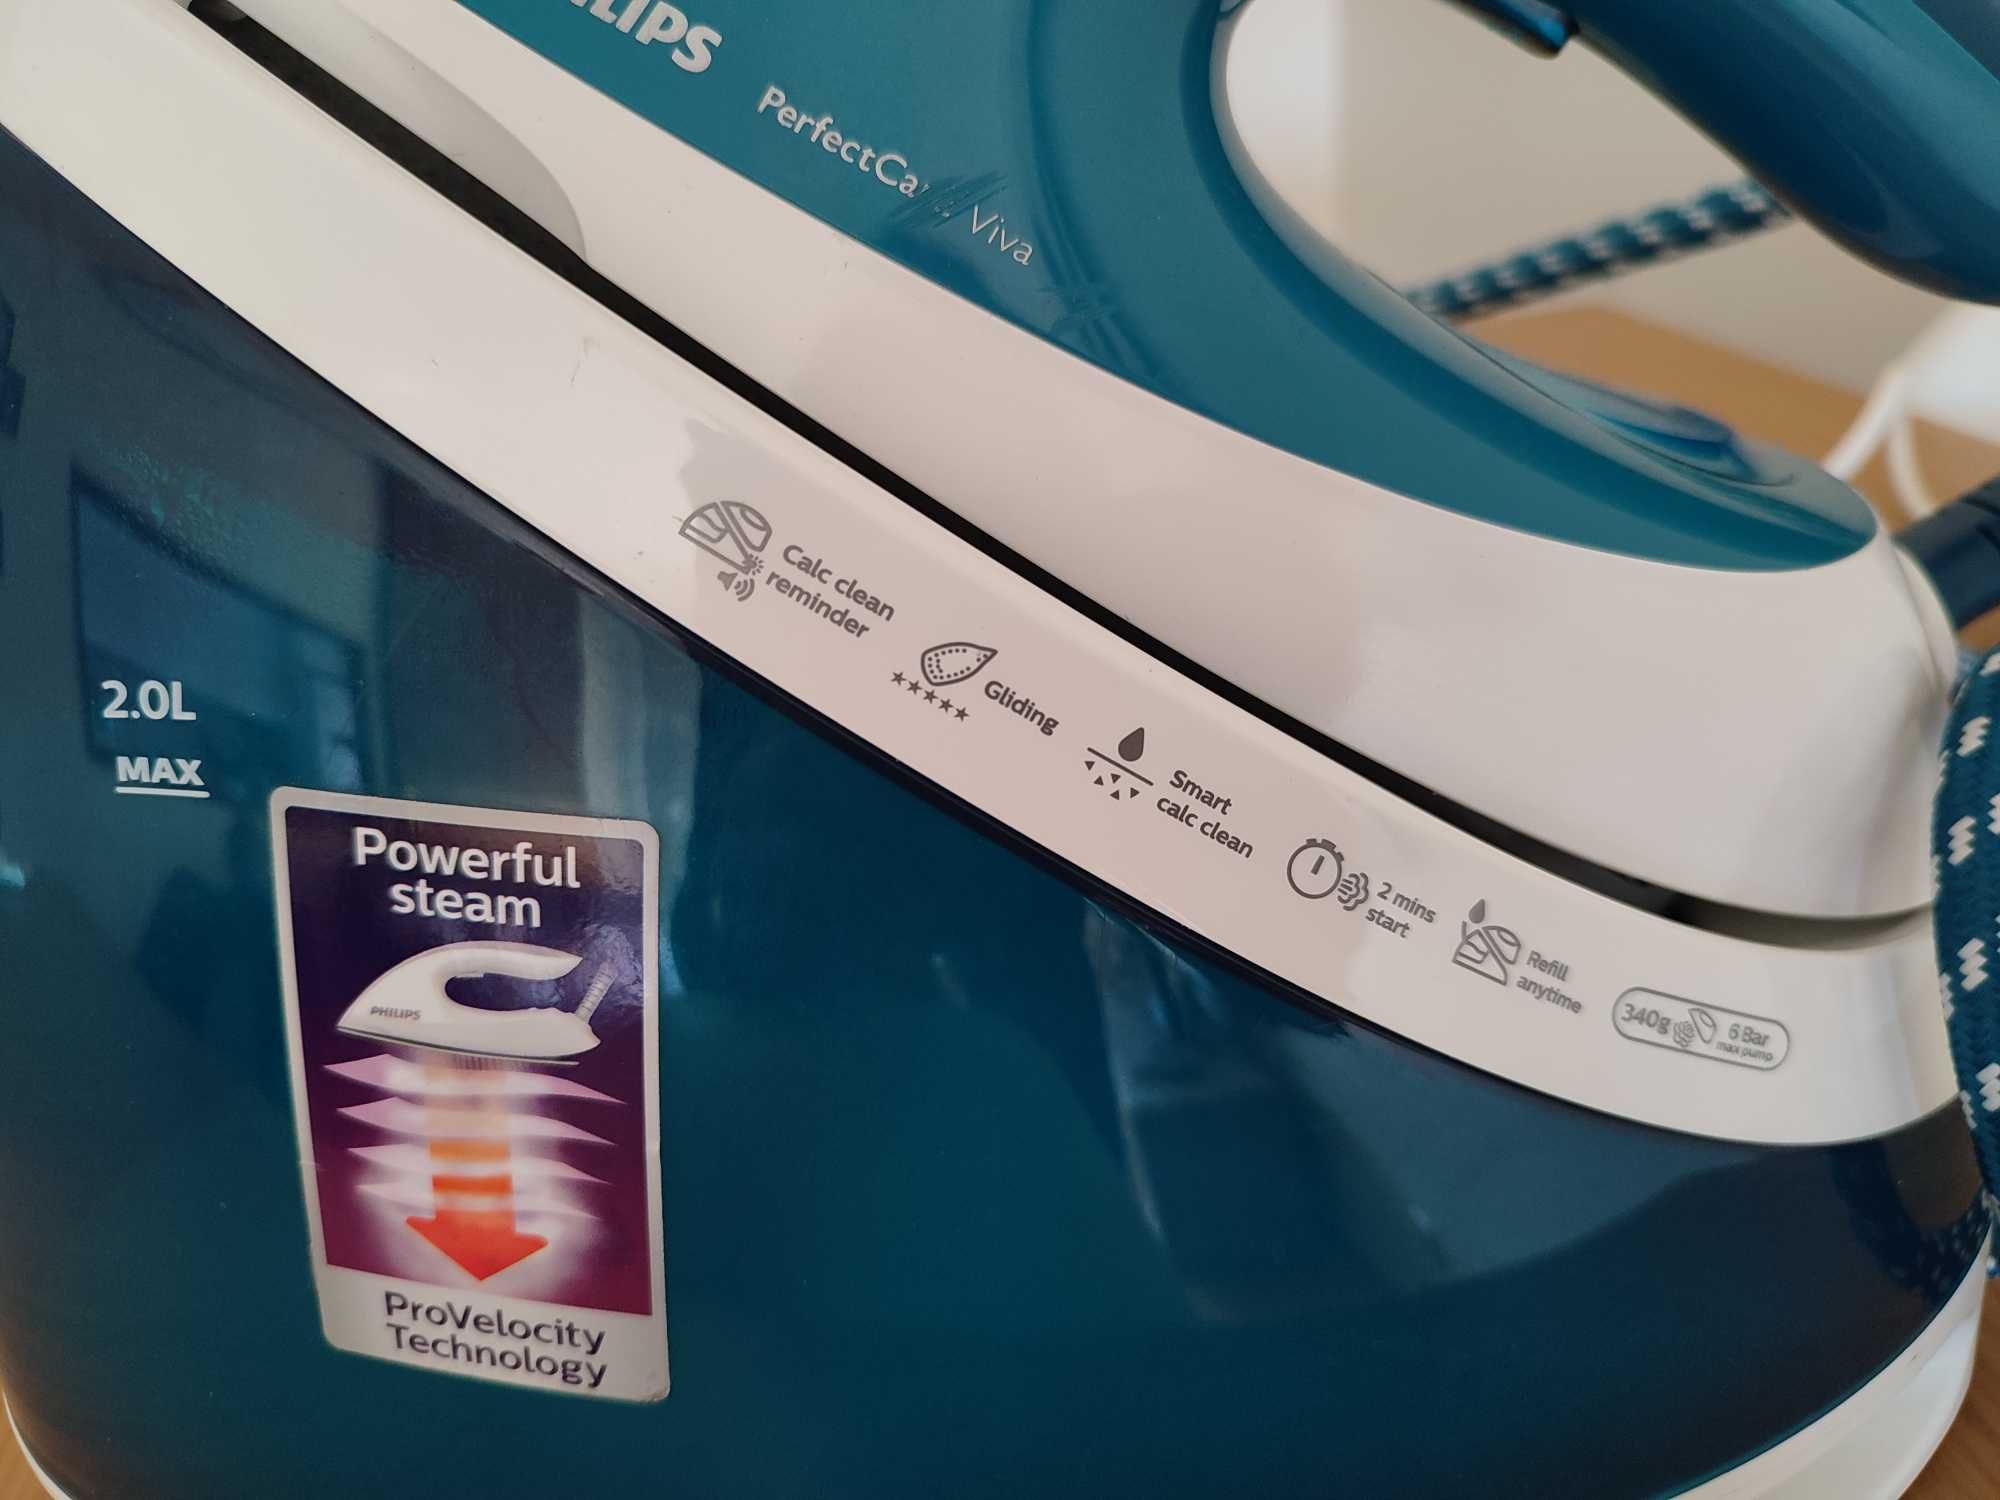 PHILIPS
PerfectCare Viva
Calc clean
reminder
Gliding
Smart
calc clean
2 mins
start
Refill
anytime
340g
6 Bar
max pump
2.0L
MAX
Powerful
steam
PHILIPS
ProVelocity
Technology